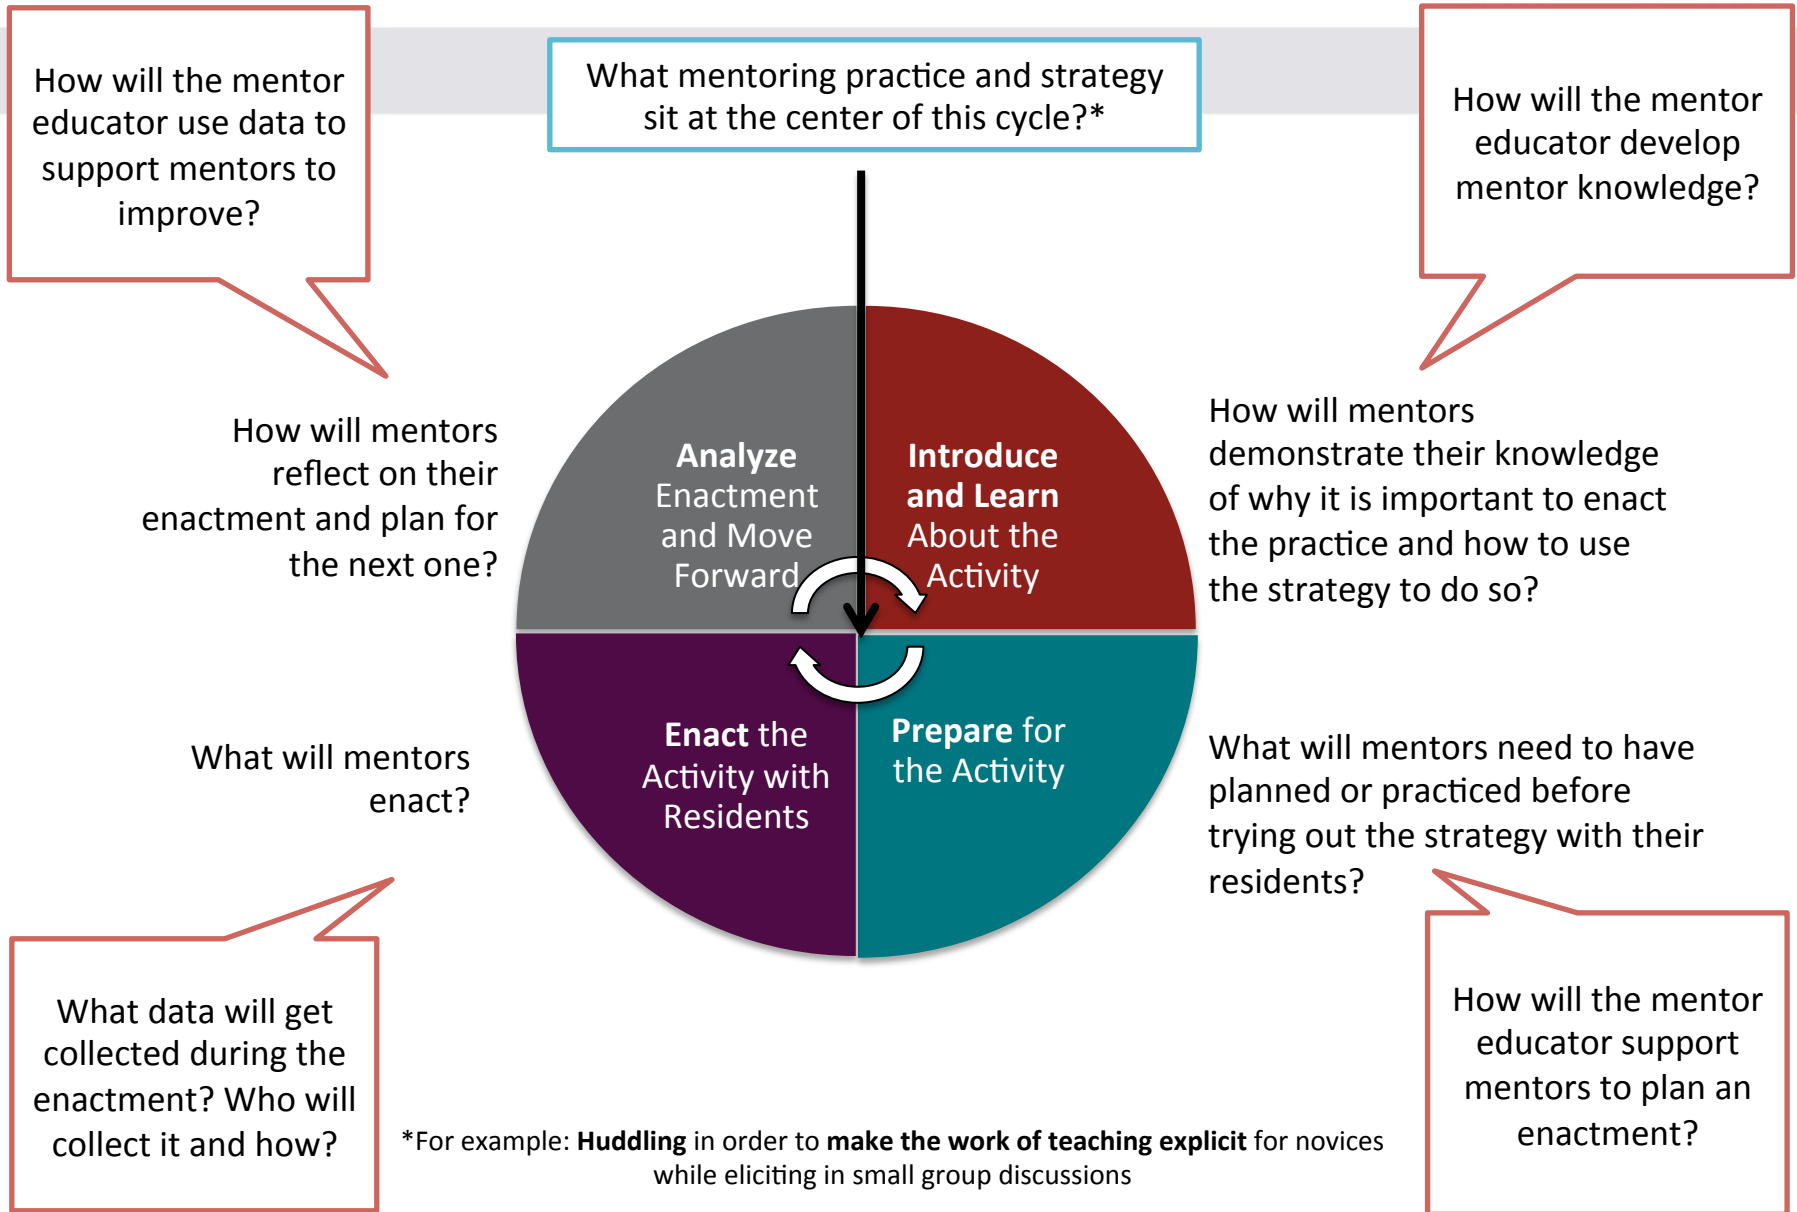 How will the mentor
educator use data to
support mentors to
improve?
What mentoring practice and strategy
sit at the center of this cycle?*
How will the mentor
educator develop
mentor knowledge?
How will mentors
reflect on their
enactment and plan for
the next one?
Analyze
Enactment
and Move
Forward
Introduce
and Learn
About the
Activity
How will mentors
demonstrate their knowledge
of why it is important to enact
the practice and how to use
the strategy to do so?
What will mentors
enact?
Enact the
Activity with
Residents
Prepare for
the Activity
What will mentors need to have
planned or practiced before
trying out the strategy with their
residents?
What data will get
collected during the
enactment? Who will
collect it and how?
How will the mentor
educator support
mentors to plan an
enactment?
*For example: Huddling in order to make the work of teaching explicit for novices
while eliciting in small group discussions